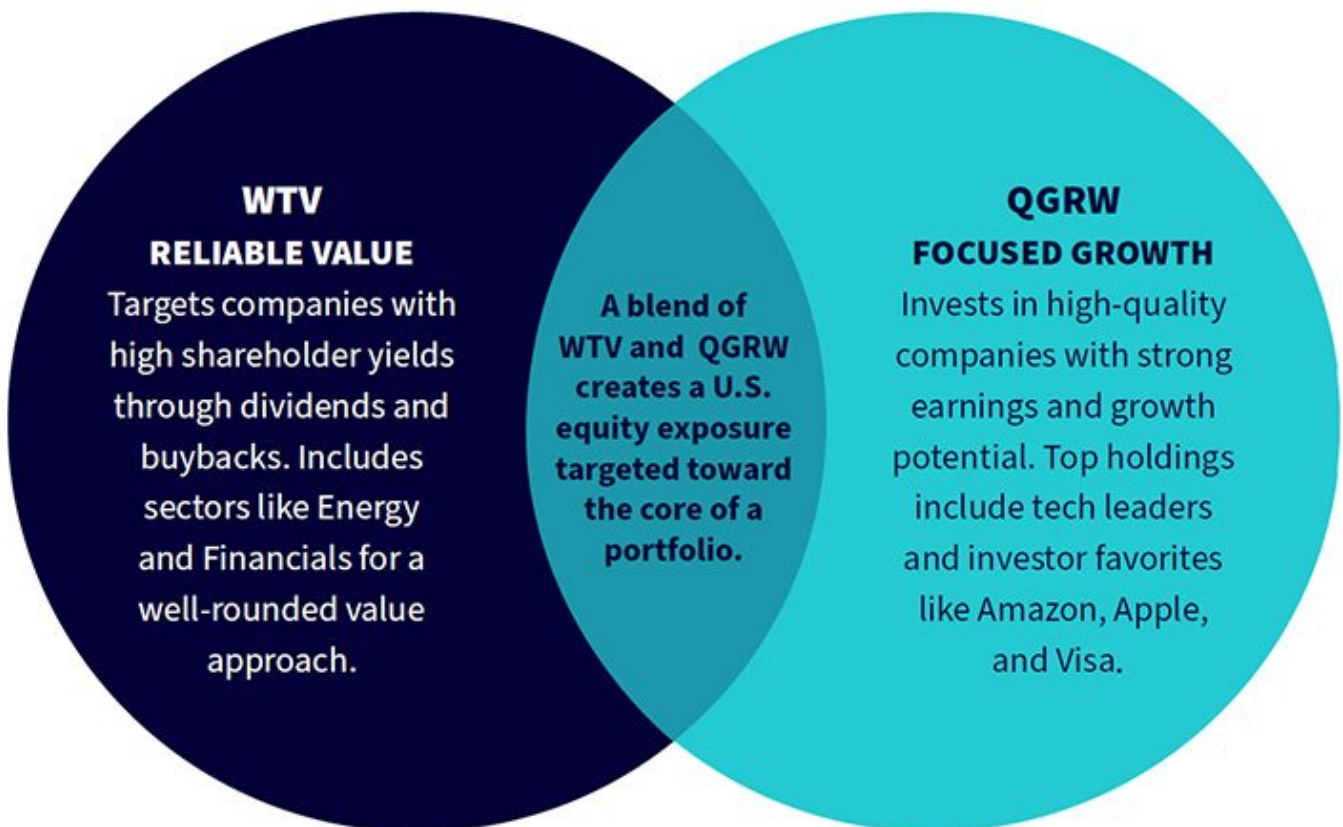 WTV
RELIABLE VALUE
Targets companies with
high shareholder yields
through dividends and
buybacks. Includes
sectors like Energy
and Financials for a
well-rounded value
approach.
A blend of
WTV and QGRW
creates a U.S.
equity exposure
targeted toward
the core of a
portfolio.
QGRW
FOCUSED GROWTH
Invests in high-quality
companies with strong
earnings and growth
potential. Top holdings
include tech leaders
and investor favorites
like Amazon, Apple,
and Visa.